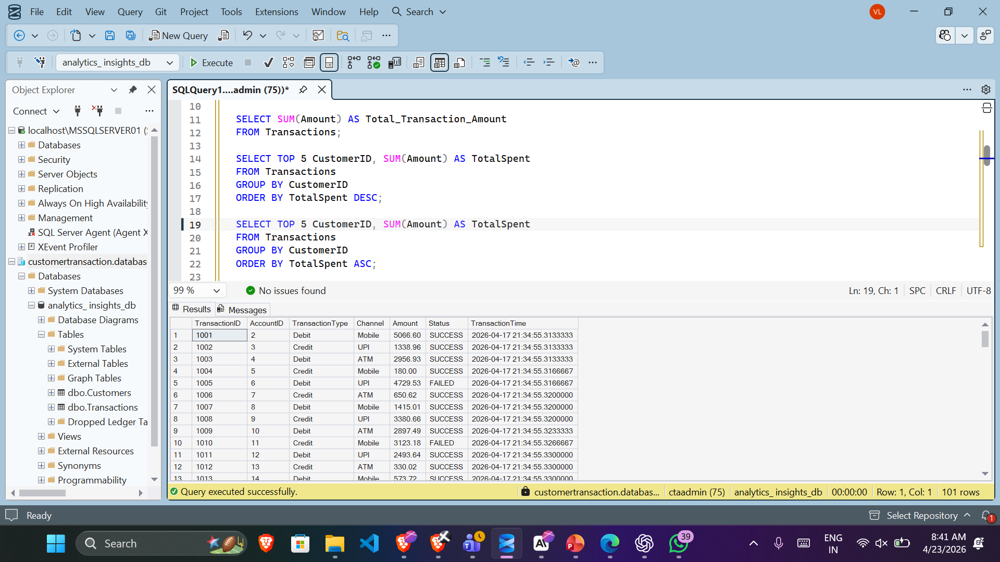 File Edit View Query Git Project Tools Extensions Window Help Search VL
New Query
analytics_ insights_db Execute
Object Explorer
Connect
localhost\MSSQLSERVER01 (
Databases
Security
Server Objects
Replication
Always On High Availability
Management
SQL Server Agent (Agent X
XEvent Profiler
customertransaction.databas
Databases
System Databases
analytics_ insights_db
Database Diagrams
Tables
System Tables
External Tables
Graph Tables
dbo.Customers
dbo.Transactions
Dropped Ledger Ta
Views
External Resources
Synonyms
Programmability
SQLQuery1....admin (75))*
10
11 SELECT SUM(Amount) AS Total_Transaction_Amount
12 FROM Transactions;
13
14 SELECT TOP 5 CustomerID, SUM(Amount) AS TotalSpent
15 FROM Transactions
16 GROUP BY CustomerID
17 ORDER BY TotalSpent DESC;
18
19 SELECT TOP 5 CustomerID, SUM(Amount) AS TotalSpent
20 FROM Transactions
21 GROUP BY CustomerID
22 ORDER BY TotalSpent ASC;
23
99 % No issues found Ln: 19, Ch: 1 SPC CRLF UTF-8
Results Messages
TransactionID AccountID TransactionType Channel Amount Status TransactionTime
1 1001 2 Debit Mobile 5066.60 SUCCESS 2026-04-17 21:34:55.3133333
2 1002 3 Credit UPI 1338.96 SUCCESS 2026-04-17 21:34:55.3133333
3 1003 4 Debit ATM 2956.93 SUCCESS 2026-04-17 21:34:55.3133333
4 1004 5 Credit Mobile 180.00 SUCCESS 2026-04-17 21:34:55.3166667
5 1005 6 Debit UPI 4729.53 FAILED 2026-04-17 21:34:55.3166667
6 1006 7 Credit ATM 650.62 SUCCESS 2026-04-17 21:34:55.3200000
7 1007 8 Debit Mobile 1415.01 SUCCESS 2026-04-17 21:34:55.3200000
8 1008 9 Credit UPI 3380.66 SUCCESS 2026-04-17 21:34:55.3200000
9 1009 10 Debit ATM 2897.49 SUCCESS 2026-04-17 21:34:55.3233333
10 1010 11 Credit Mobile 3123.18 FAILED 2026-04-17 21:34:55.3266667
11 1011 12 Debit UPI 2493.64 SUCCESS 2026-04-17 21:34:55.3300000
12 1012 13 Credit ATM 330.02 SUCCESS 2026-04-17 21:34:55.3300000
13 1013 14 Debit Mobile 573.72 SUCCESS 2026-04-17 21:34:55.3300000
Query executed successfully. customertransaction.databas... ctaadmin (75) analytics_ insights_db 00:00:00 Row: 1, Col: 1 101 rows
Ready Select Repository 1
Search 39 ENG IN 8:41 AM 4/23/2026